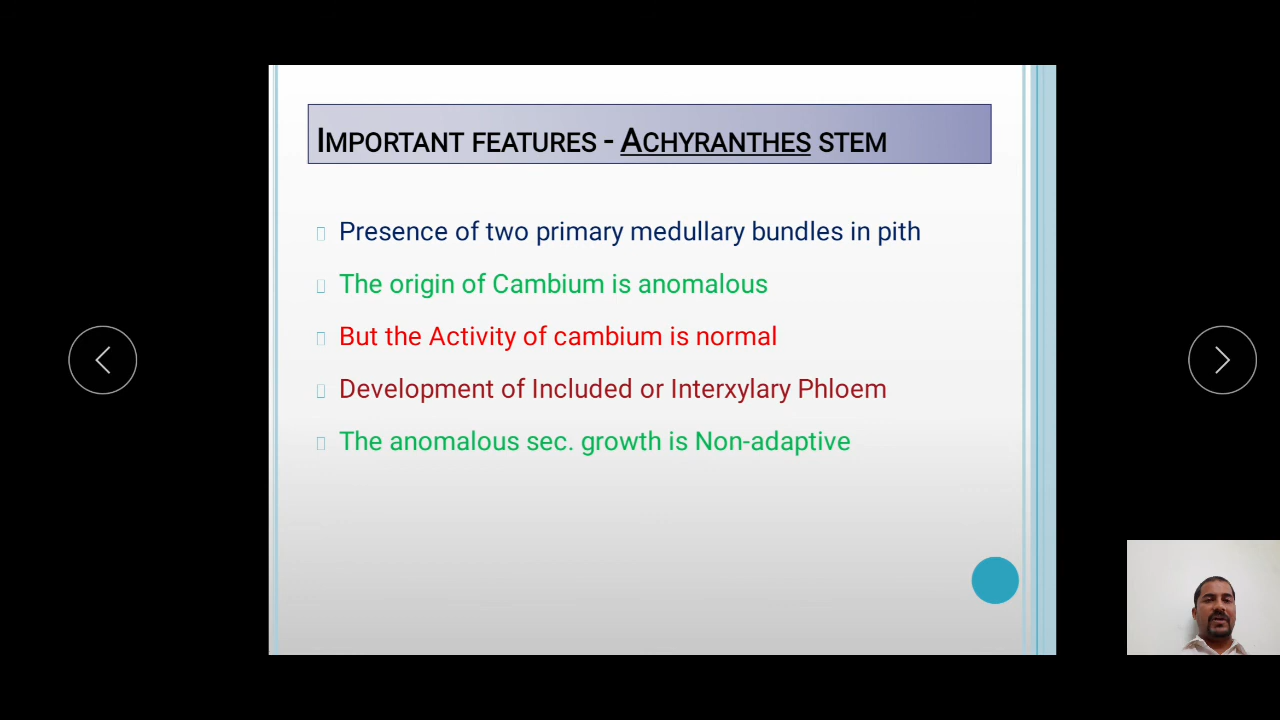 IMPORTANT FEATURES - ACHYRANTHES STEM
Presence of two primary medullary bundles in pith
The origin of Cambium is anomalous
But the Activity of cambium is normal
Development of Included or Interxylary Phloem
The anomalous sec. growth is Non-adaptive